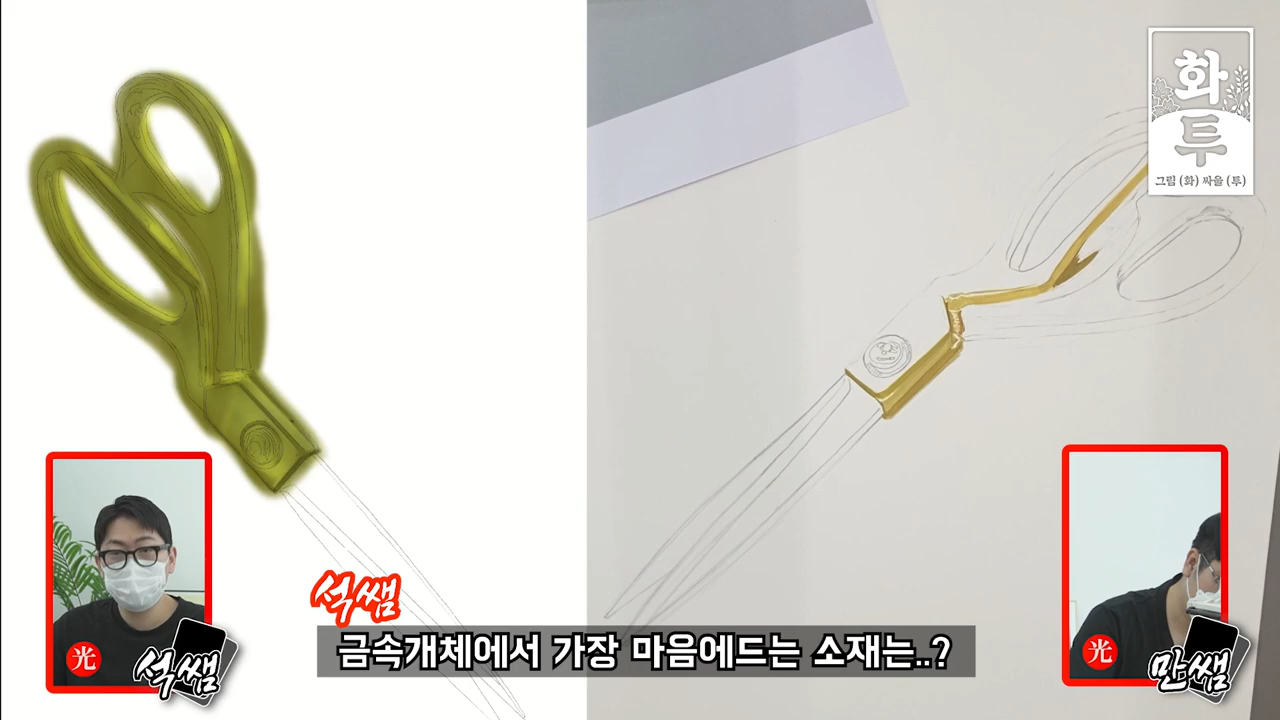 화
투
그림 (화) 싸울 (투)
석쌤
금속개체에서 가장 마음에드는 소재는..?
光
석쌤
光
만쌤